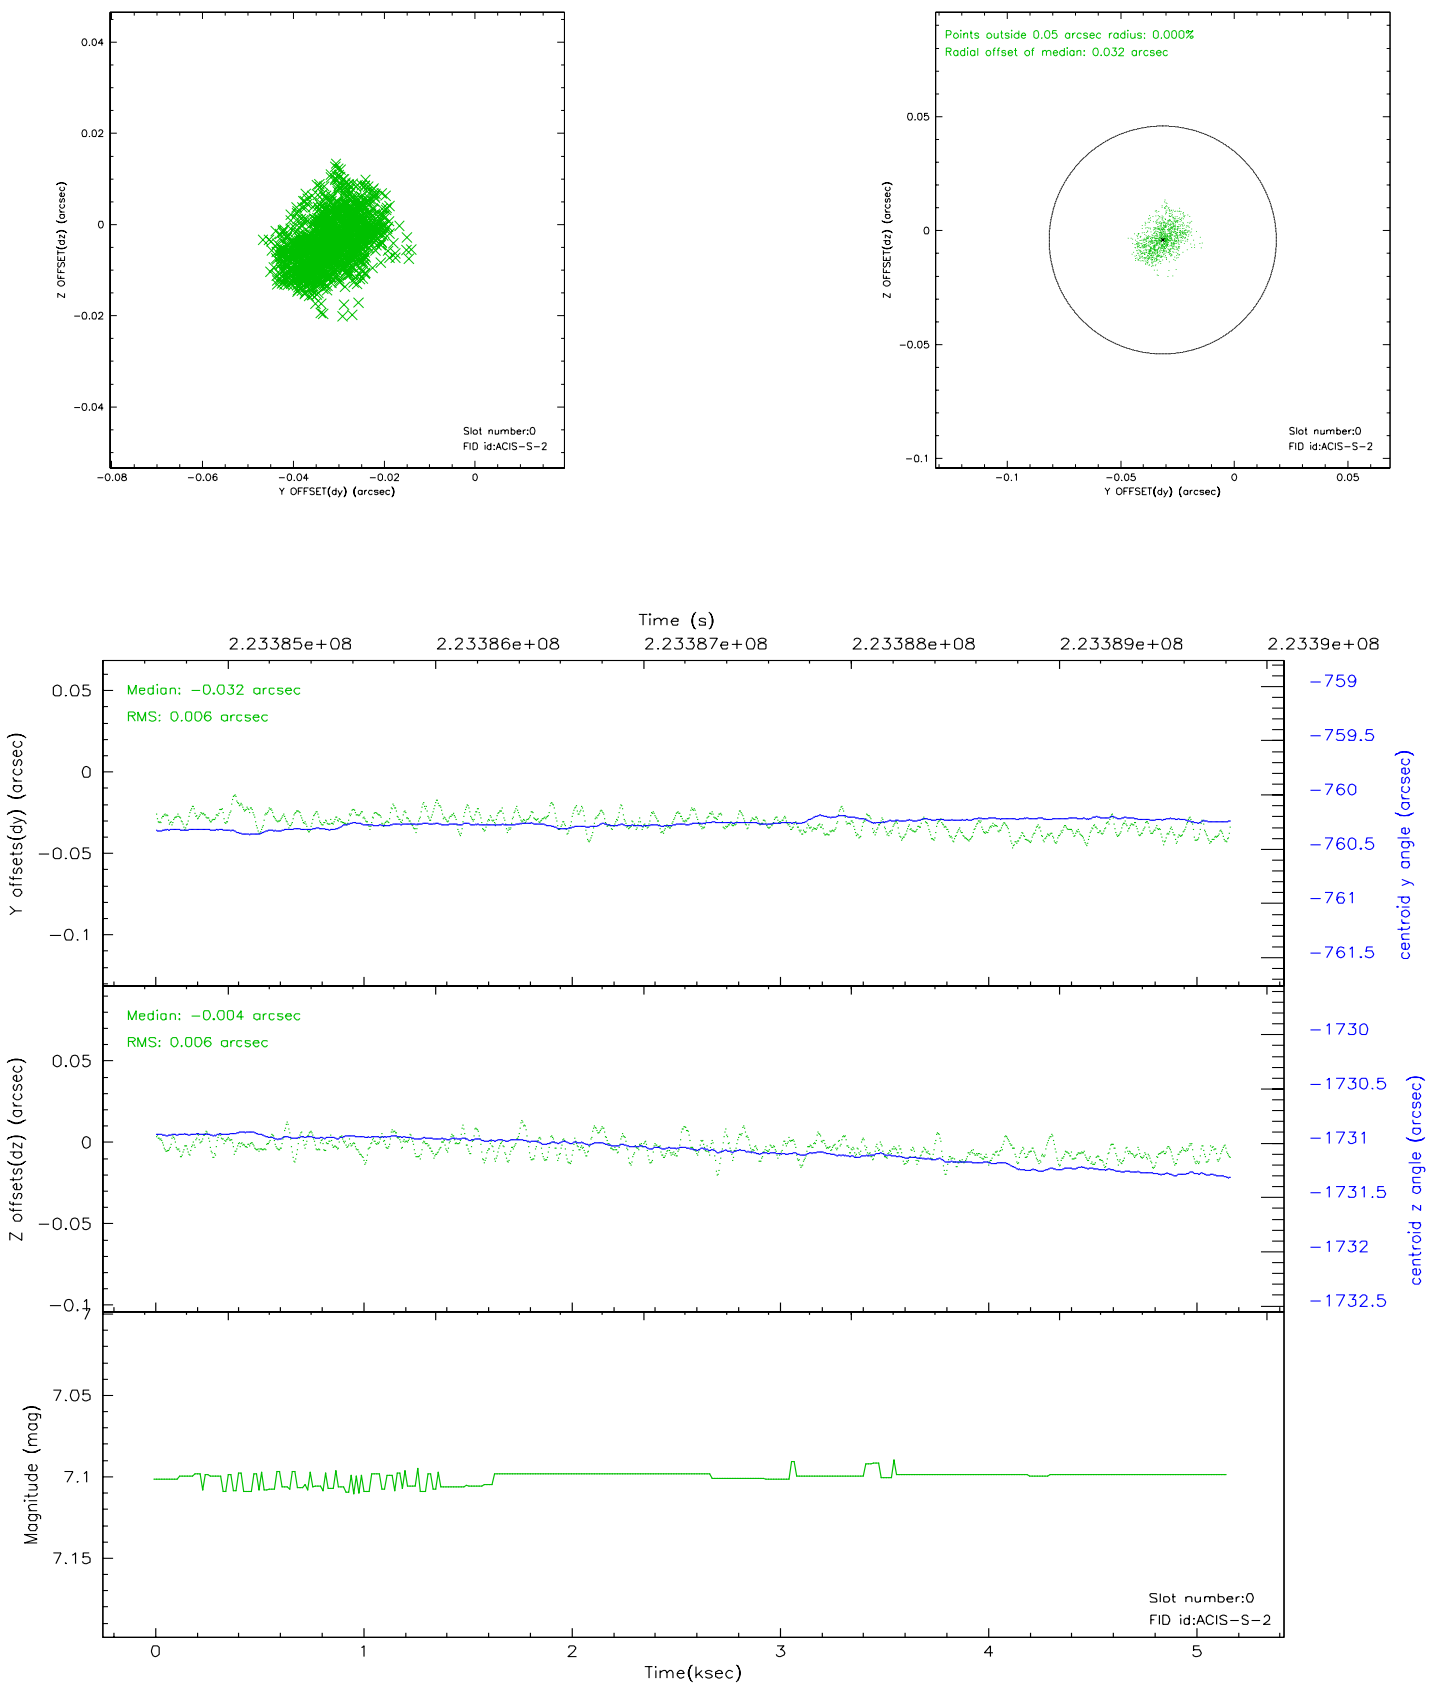 0.04
0.02
0
−0.02
−0.04
Z OFFSET(dz) (arcsec)
Slot number:0
FID id:ACIS−S−2
−0.08 −0.06 −0.04 −0.02 0
Y OFFSET(dy) (arcsec)
Points outside 0.05 arcsec radius: 0.000%
Radial offset of median: 0.032 arcsec
0.05
0
−0.05
−0.1
Z OFFSET(dz) (arcsec)
Slot number:0
FID id:ACIS−S−2
−0.1 −0.05 0 0.05
Y OFFSET(dy) (arcsec)
Time (s)
2.23385e+08 2.23386e+08 2.23387e+08 2.23388e+08 2.23389e+08 2.2339e+08
Median: −0.032 arcsec
RMS: 0.006 arcsec
0.05
0
−0.05
−0.1
Y offsets(dy) (arcsec)
−759
−759.5
−760
−760.5
−761
−761.5
centroid y angle (arcsec)
Median: −0.004 arcsec
RMS: 0.006 arcsec
0.05
0
−0.05
−0.1
Z offsets(dz) (arcsec)
−1730
−1730.5
−1731
−1731.5
−1732
−1732.5
centroid z angle (arcsec)
7
7.05
7.1
7.15
Magnitude (mag)
Slot number:0
FID id:ACIS−S−2
0 1 2 3 4 5
Time(ksec)